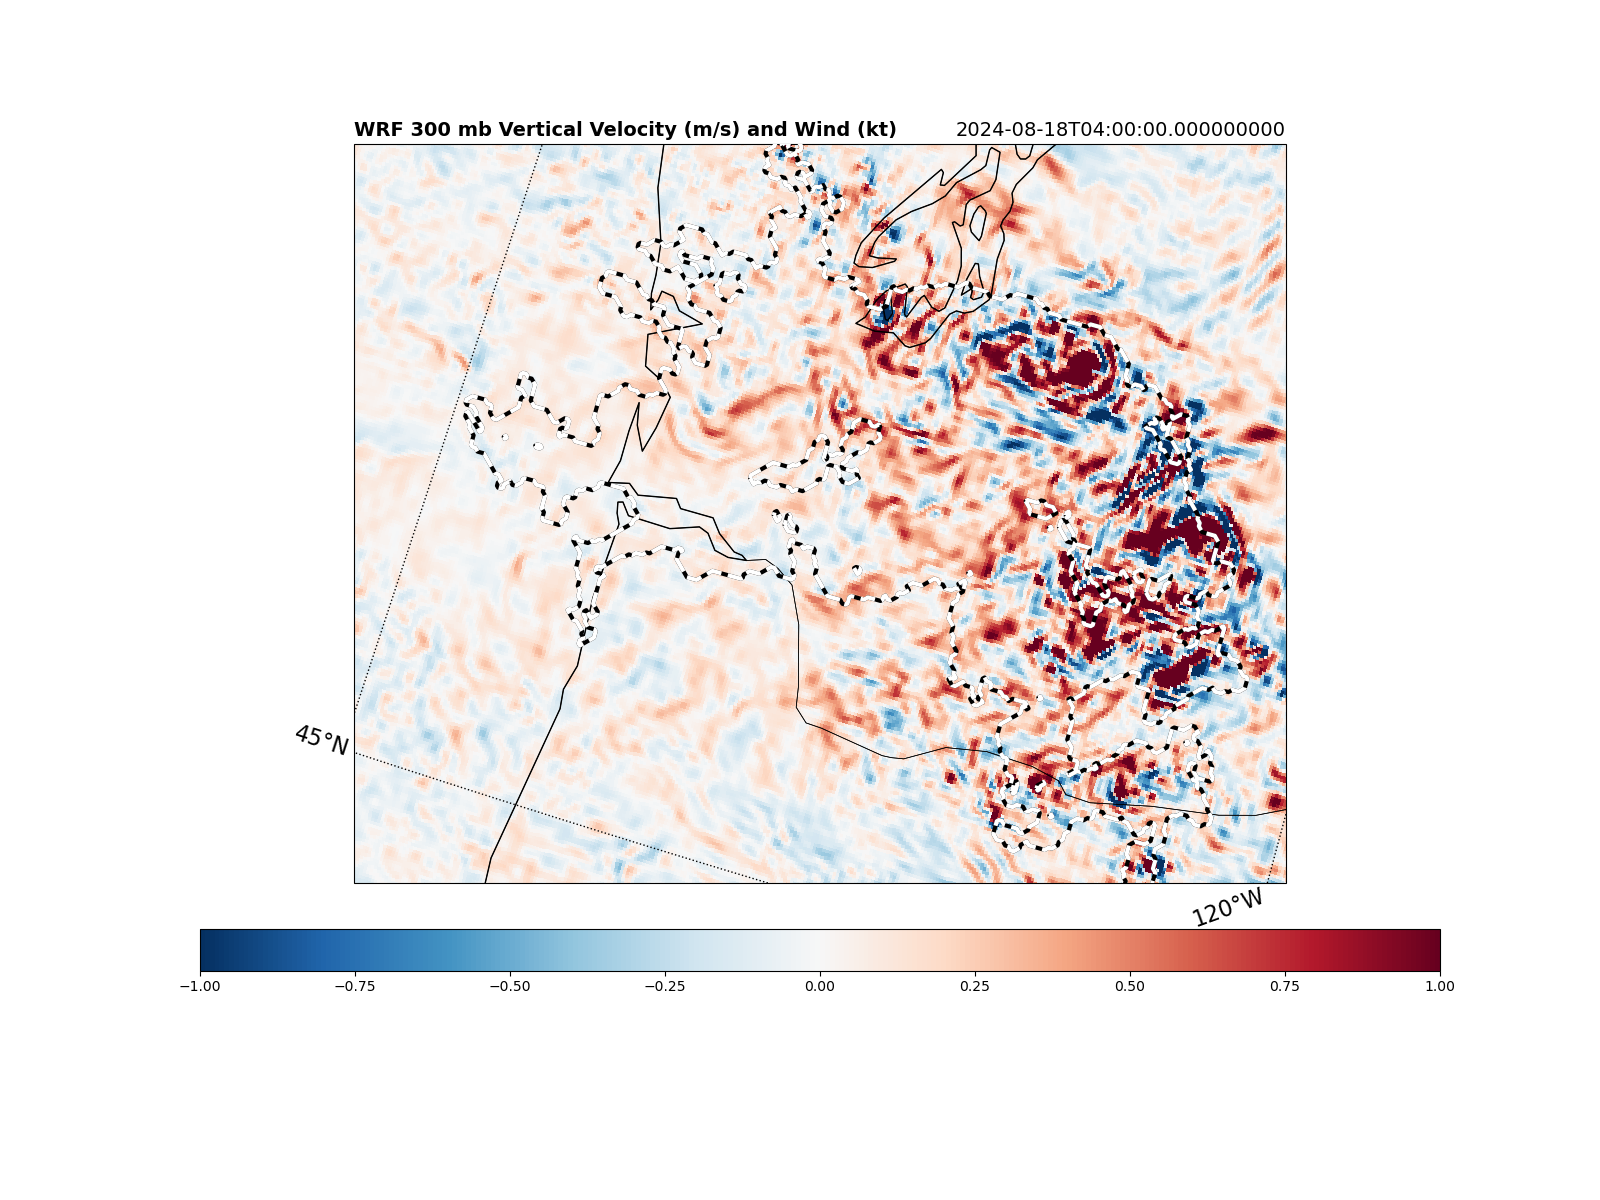 WRF 300 mb Vertical Velocity (m/s) and Wind (kt) 2024-08-18T04:00:00.000000000
45°N
120°W
−1.00 −0.75 −0.50 −0.25 0.00 0.25 0.50 0.75 1.00